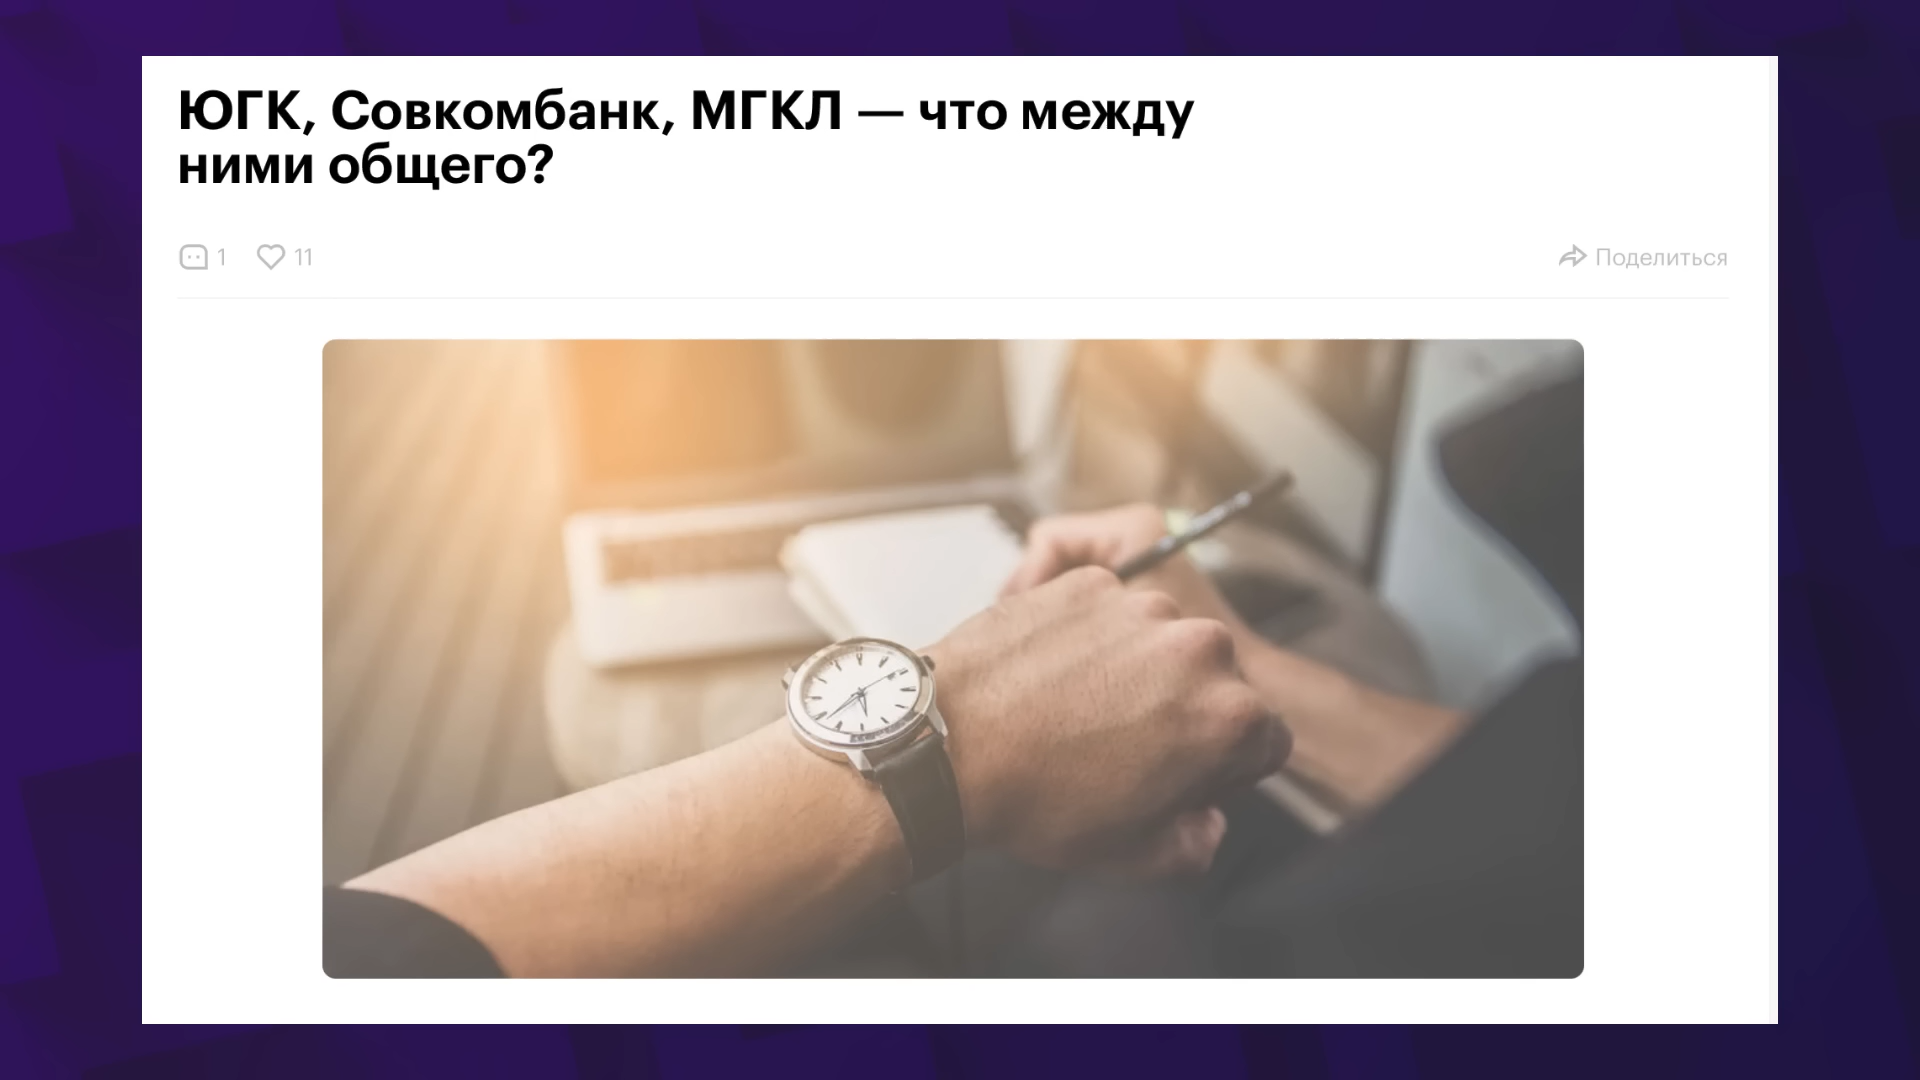 ЮГК, Совкомбанк, МГКЛ — что между
ними общего?
1 11 Поделиться